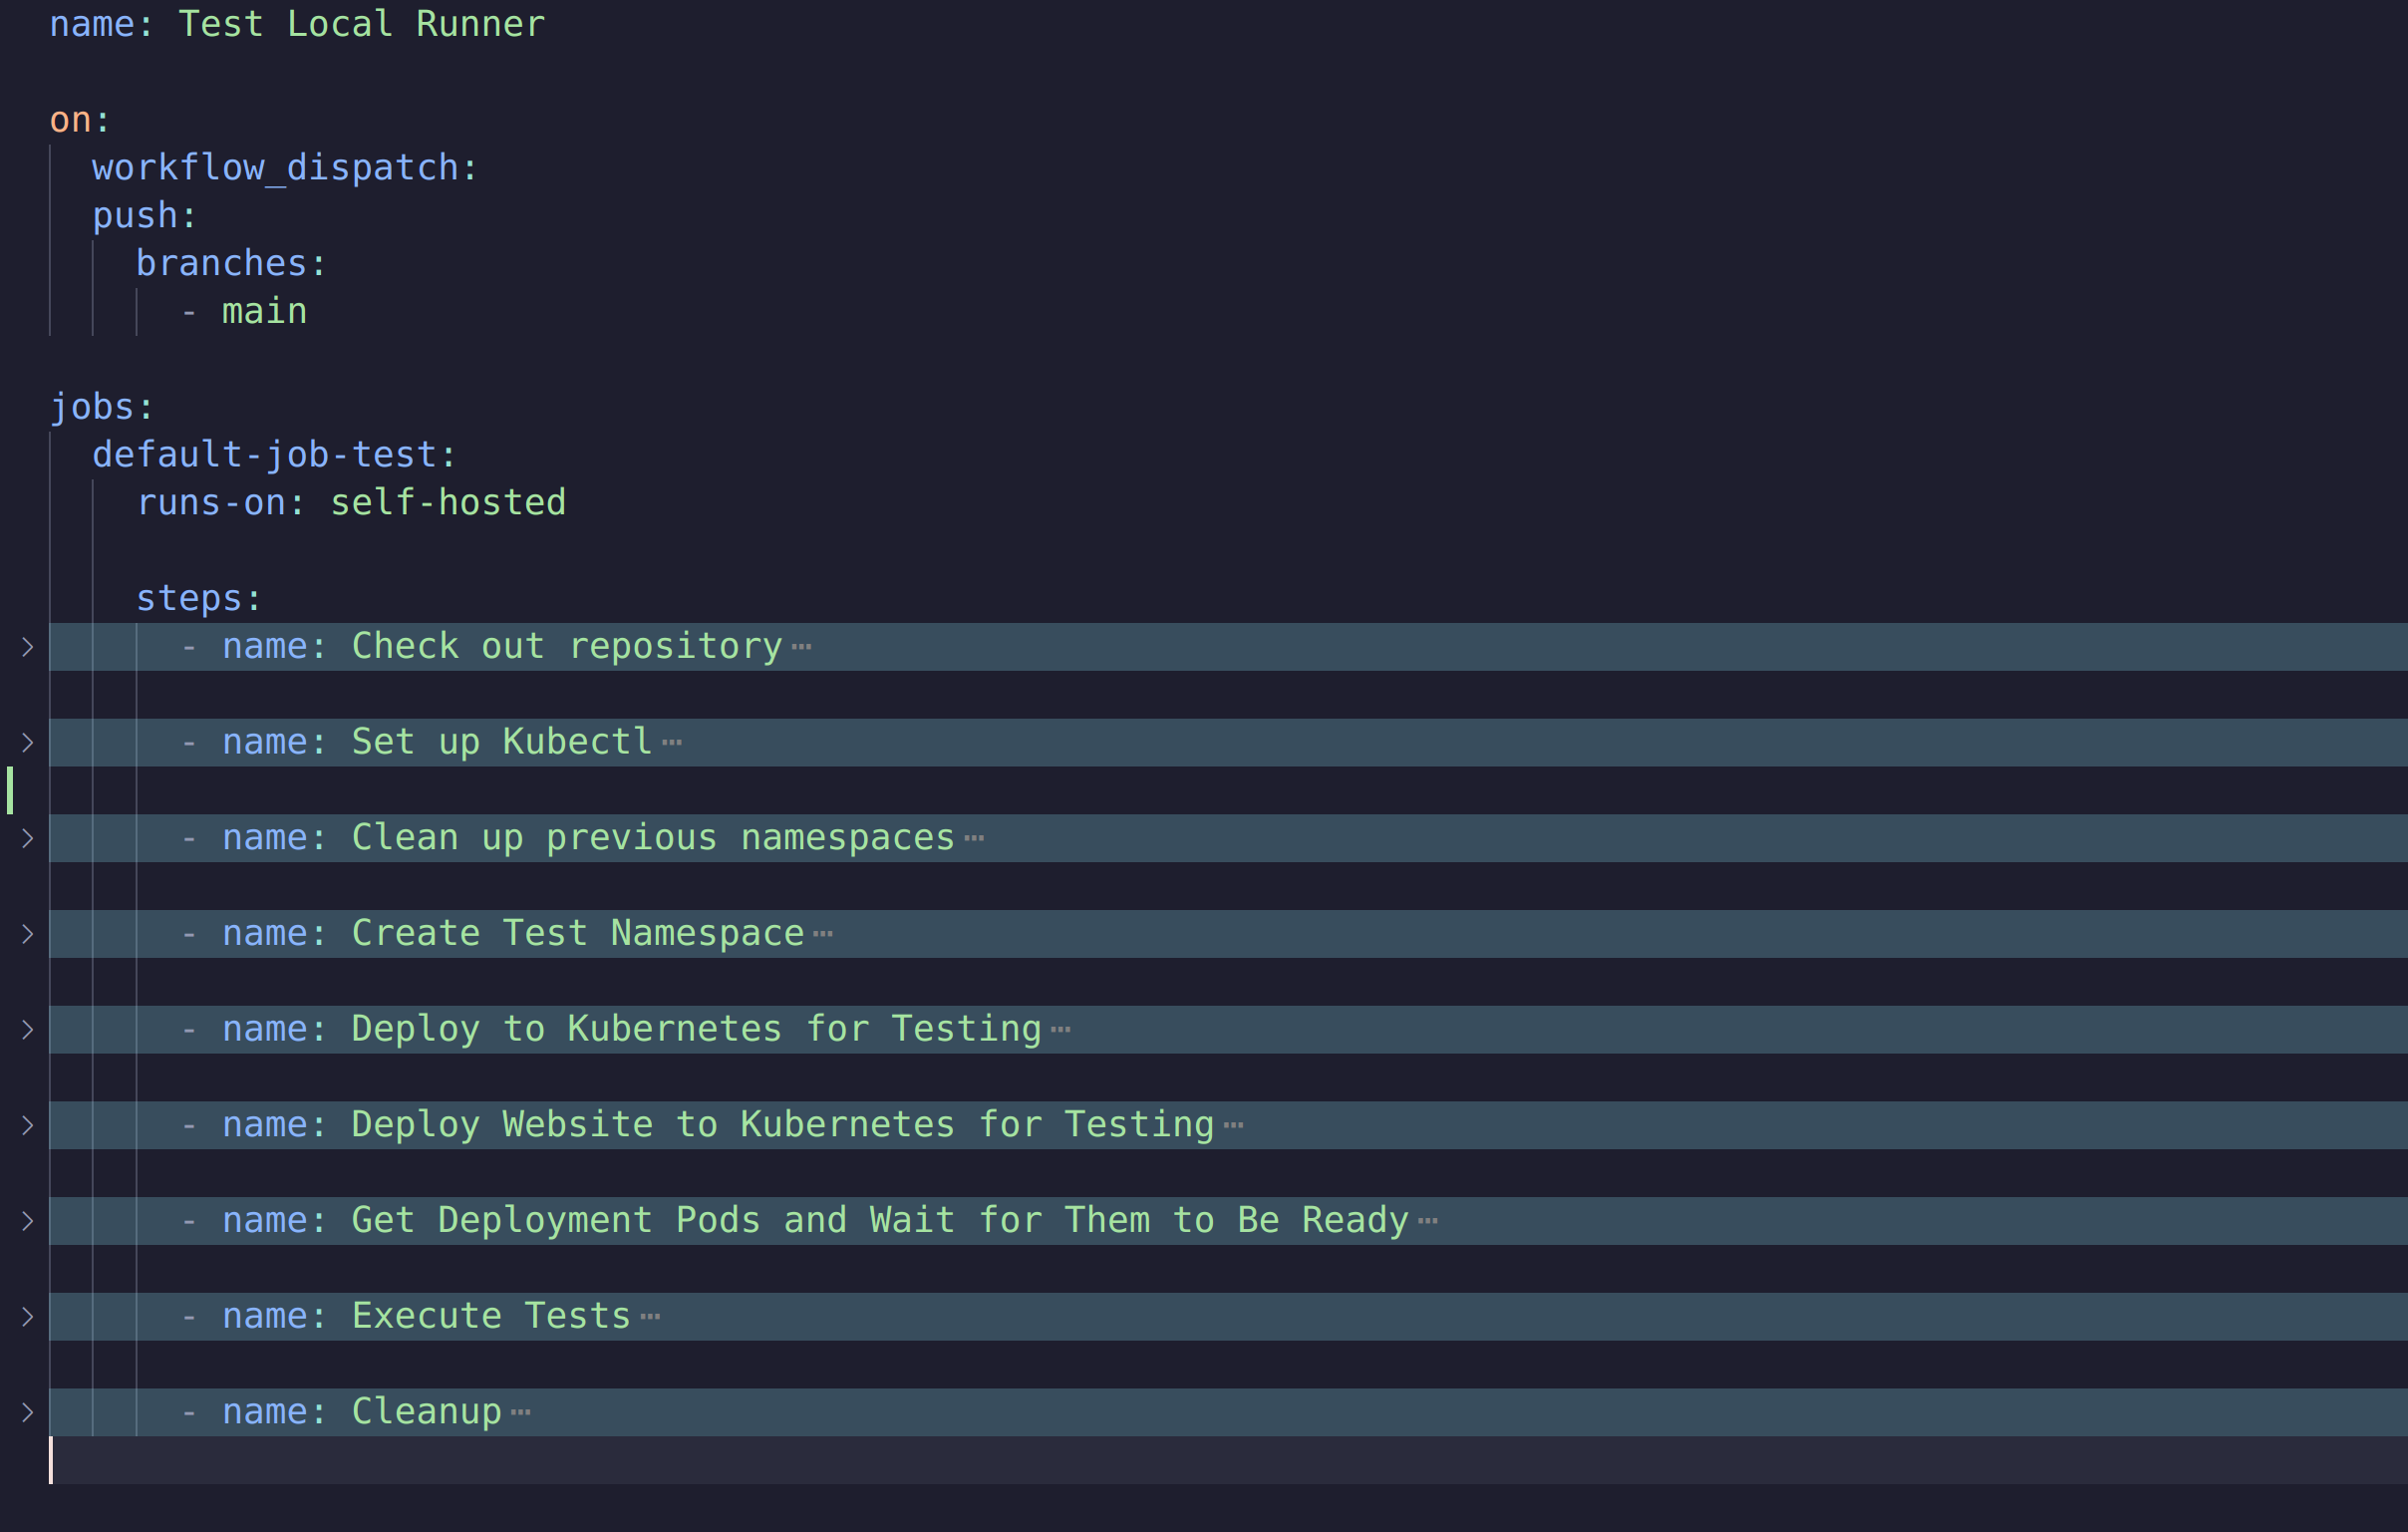 name: Test Local Runner
on:
workflow_dispatch:
push:
branches:
- main
jobs:
default-job-test:
runs-on: self-hosted
steps:
- name: Check out repository…
- name: Set up Kubectl…
- name: Clean up previous namespaces…
- name: Create Test Namespace…
- name: Deploy to Kubernetes for Testing…
- name: Deploy Website to Kubernetes for Testing…
- name: Get Deployment Pods and Wait for Them to Be Ready…
- name: Execute Tests…
- name: Cleanup…